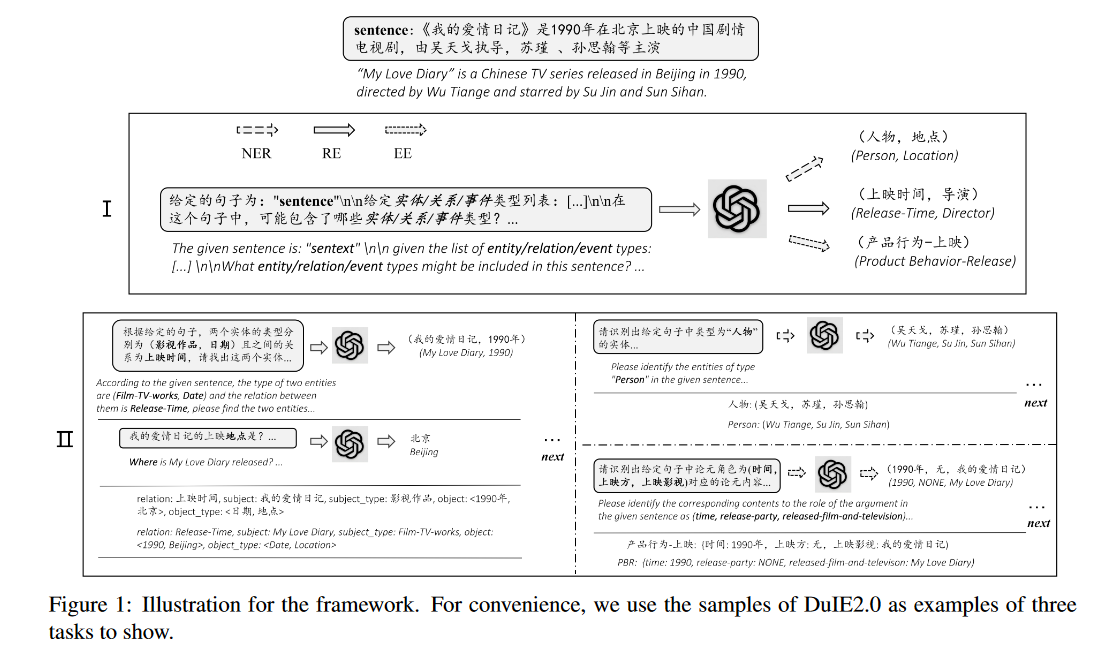 sentence:《我的爱情日记》是1990年在北京上映的中国剧情
电视剧，由吴天戈执导，苏瑾 、孙思翰等主演
“My Love Diary” is a Chinese TV series released in Beijing in 1990,
directed by Wu Tiange and starred by Su Jin and Sun Sihan.
I
NER RE EE
给定的句子为："sentence"\n\n给定实体/关系/事件类型列表：[...]\n\n在
这个句子中，可能包含了哪些实体/关系/事件类型？...
The given sentence is: "sentext" \n\n given the list of entity/relation/event types:
[...] \n\nWhat entity/relation/event types might be included in this sentence? ...
（人物，地点）
(Person, Location)
（上映时间，导演）
(Release-Time, Director)
（产品行为-上映）
(Product Behavior-Release)
II
根据给定的句子，两个实体的类型分
别为（影视作品，日期）且之间的关
系为上映时间，请找出这两个实体...
（我的爱情日记，1990年）
(My Love Diary, 1990)
According to the given sentence, the type of two entities
are (Film-TV-works, Date) and the relation between
them is Release-Time, please find the two entities...
我的爱情日记的上映地点是？...
北京
Beijing
Where is My Love Diary released? ...
...
next
relation: 上映时间, subject: 我的爱情日记, subject_type: 影视作品, object: <1990年,
北京>, object_type: <日期, 地点>
relation: Release-Time, subject: My Love Diary, subject_type: Film-TV-works, object:
<1990, Beijing>, object_type: <Date, Location>
请识别出给定句子中类型为“人物”
的实体...
（吴天戈，苏瑾，孙思翰）
(Wu Tiange, Su Jin, Sun Sihan)
Please identify the entities of type
"Person" in the given sentence...
...
next
人物: (吴天戈，苏瑾，孙思翰)
Person: (Wu Tiange, Su Jin, Sun Sihan)
请识别出给定句子中论元角色为(时间，
上映方，上映影视)对应的论元内容...
（1990年，无，我的爱情日记）
(1990, NONE, My Love Diary)
Please identify the corresponding contents to the role of the argument in
the given sentence as (time, release-party, released-film-and-television)...
...
next
产品行为-上映: (时间: 1990年，上映方: 无，上映影视: 我的爱情日记)
PBR: (time: 1990, release-party: NONE, released-film-and-televison: My Love Diary)
Figure 1: Illustration for the framework. For convenience, we use the samples of DuIE2.0 as examples of three
tasks to show.